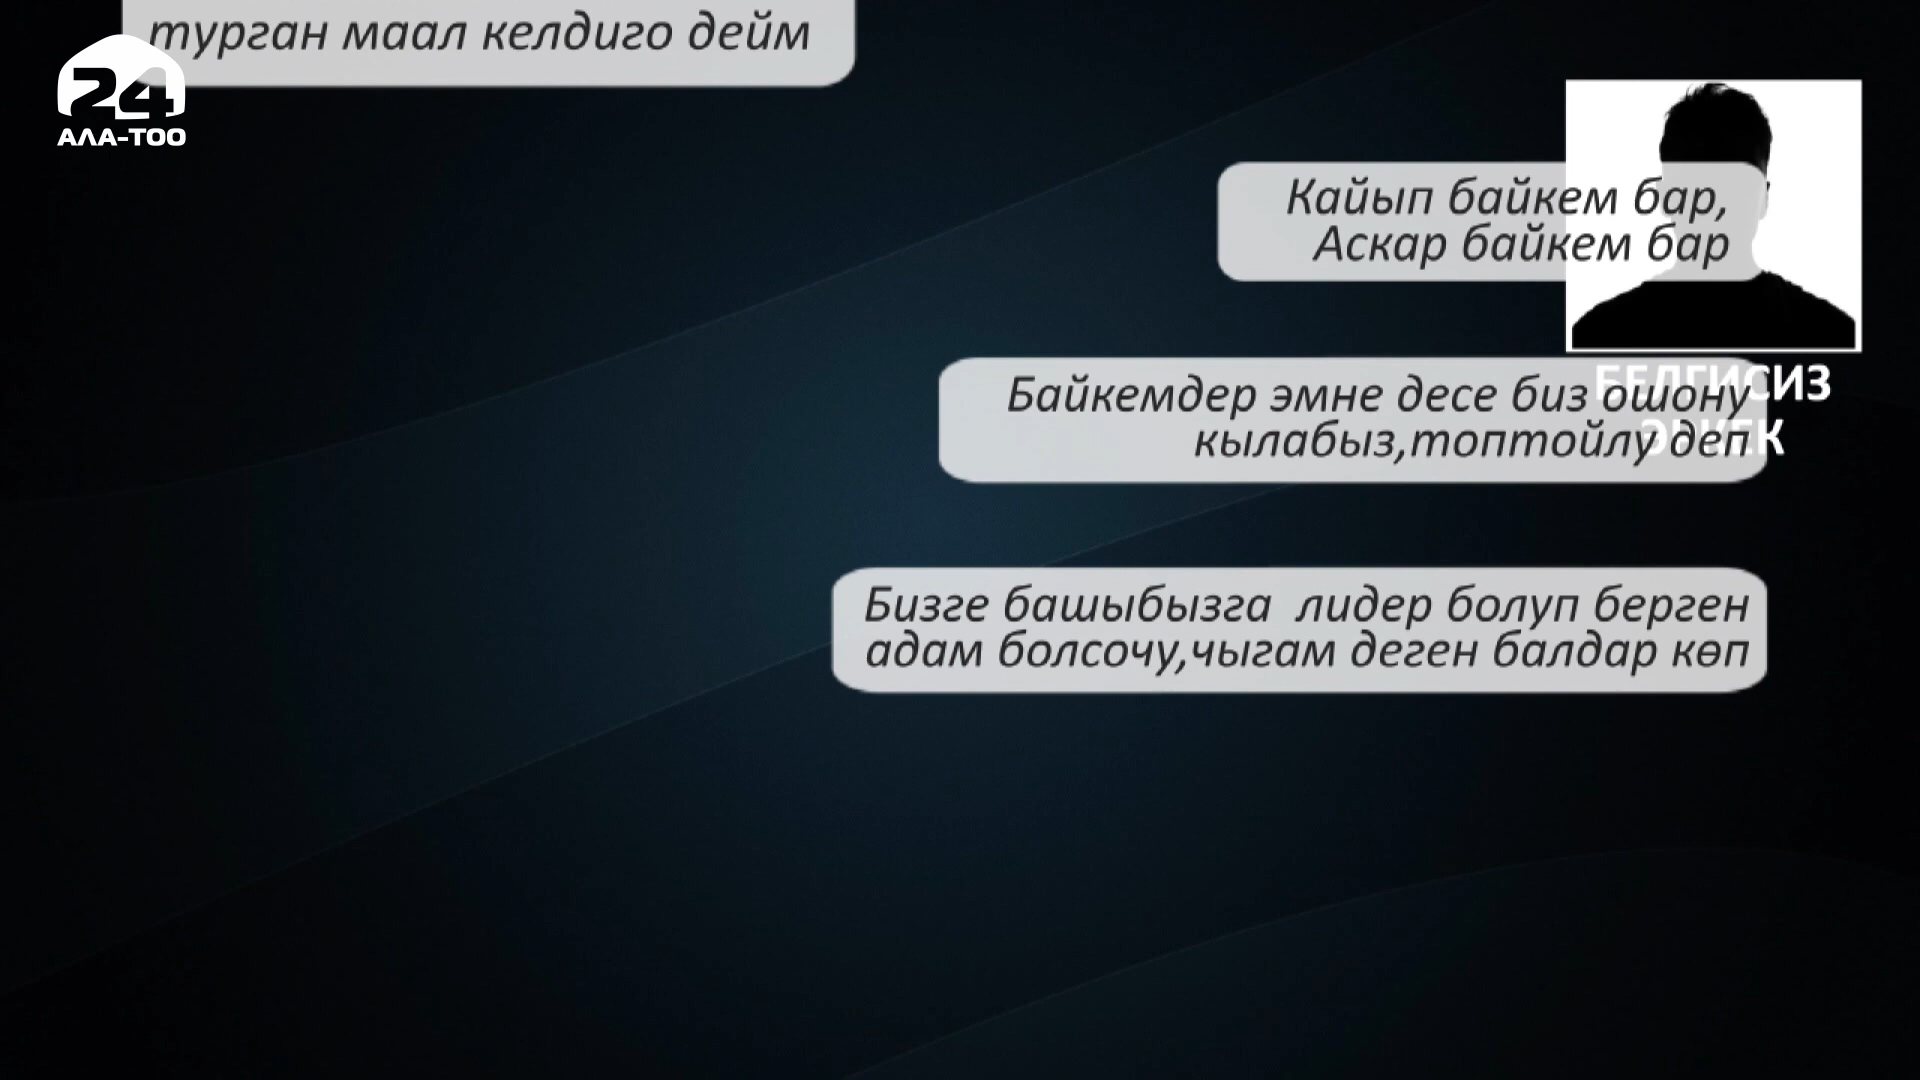 турган маал келдиго дейм
24
АЛА-ТОО
Кайып байкем бар,
Аскар байкем бар
Байкемдер эмне десе биз ошону
кылабыз,топтойлу деп
БЕЛГИСИЗ
Бизге башыбызга лидер болуп берген
адам болсочу,чыгам деген балдар көп